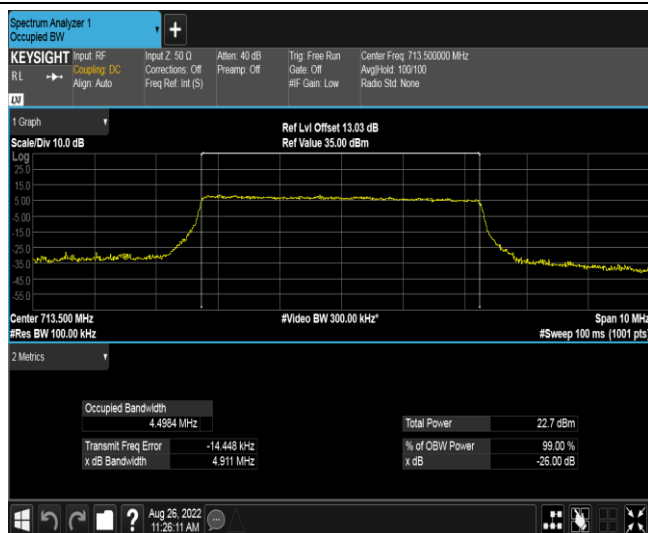 Spectrum Analyzer 1
Occupied BW
KEYSIGHT Input: RF Input Z: 50 Ω Atten: 40 dB Trig: Free Run Center Freq: 713.500000 MHz
RL Coupling: DC Corrections: Off Preamp: Off Gate: Off Avg|Hold: 100/100
Align: Auto Freq Ref: Int (S) #IF Gain: Low Radio Std: None
LXI
1 Graph
Ref Lvl Offset 13.03 dB
Scale/Div 10.0 dB Ref Value 35.00 dBm
Log
25.0
15.0
5.00
-5.00
-15.0
-25.0
-35.0
-45.0
-55.0
Center 713.500 MHz #Video BW 300.00 kHz* Span 10 MHz
#Res BW 100.00 kHz #Sweep 100 ms (1001 pts)
2 Metrics
Occupied Bandwidth
4.4984 MHz Total Power 22.7 dBm
Transmit Freq Error -14.448 kHz % of OBW Power 99.00 %
x dB Bandwidth 4.911 MHz x dB -26.00 dB
Aug 26, 2022
11:26:11 AM